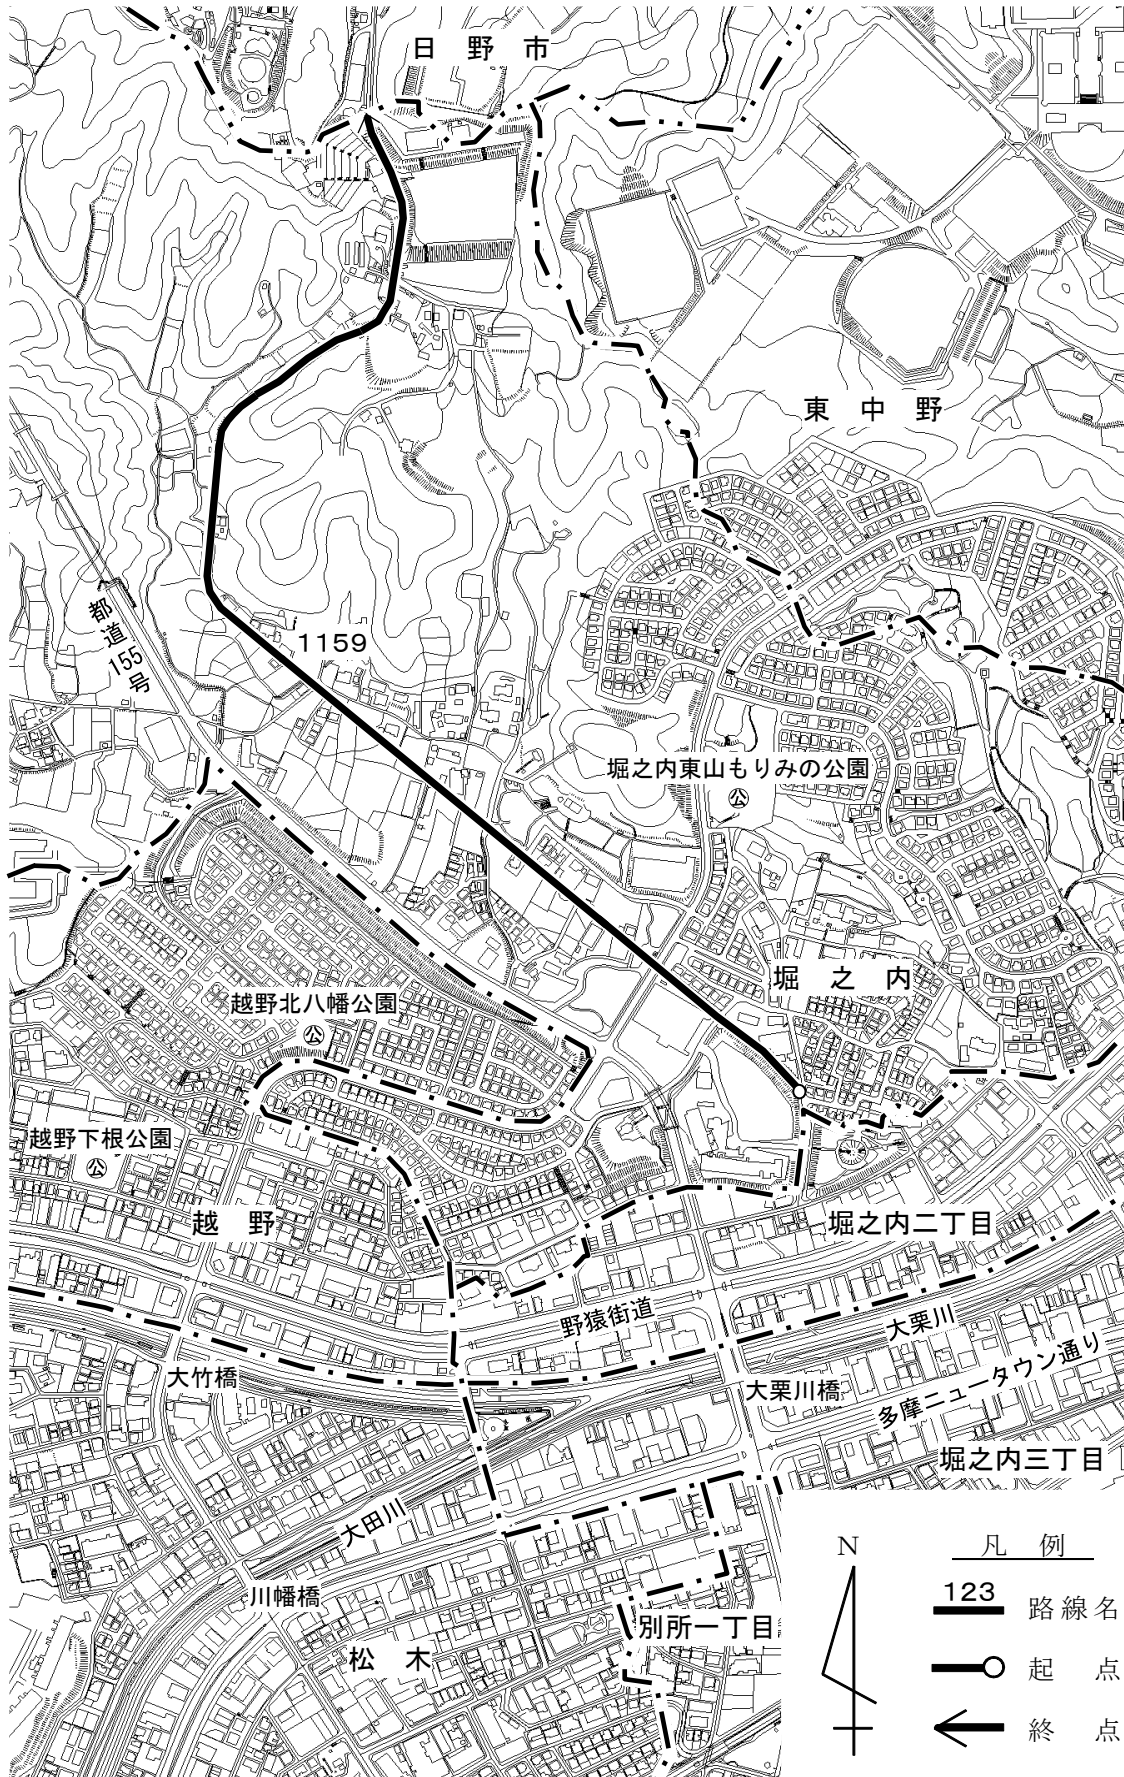 日野市
東中野
都道155号
1159
堀之内東山もりみの公園
公
堀之内
越野北八幡公園
公
越野下根公園
公
越野
堀之内二丁目
野猿街道
大栗川
大竹橋
大栗川橋
多摩ニュータウン通り
堀之内三丁目
大田川
川幡橋
別所一丁目
松木
N
凡例
123
路線名
起点
終点